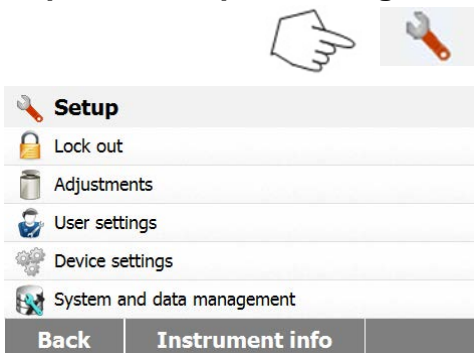 Setup
Lock out
Adjustments
User settings
Device settings
System and data management
Back Instrument info